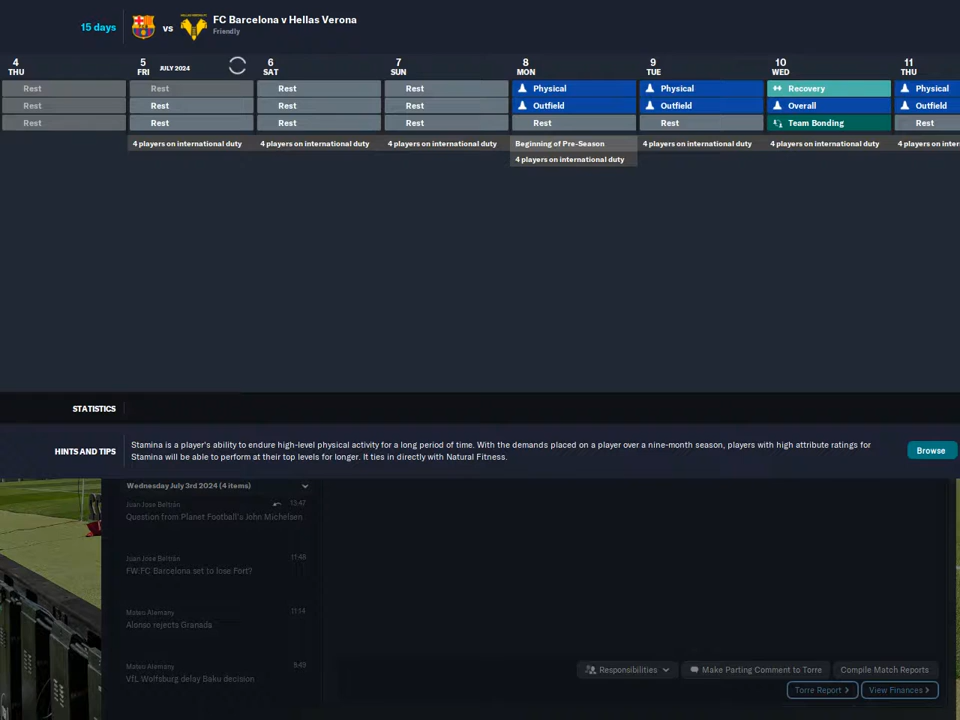 15 days
vs
FC Barcelona v Hellas Verona
Friendly
4 THU
5 FRI JULY 2024
6 SAT
7 SUN
8 MON
9 TUE
10 WED
11 THU
Rest Rest Rest Rest Physical Physical Recovery Physical
Rest Rest Rest Rest Outfield Outfield Overall Outfield
Rest Rest Rest Rest Rest Rest Team Bonding Rest
4 players on international duty 4 players on international duty 4 players on international duty Beginning of Pre-Season 4 players on international duty 4 players on international duty 4 players on inter
4 players on international duty
STATISTICS
HINTS AND TIPS
Stamina is a player's ability to endure high-level physical activity for a long period of time. With the demands placed on a player over a nine-month season, players with high attribute ratings for
Stamina will be able to perform at their top levels for longer. It ties in directly with Natural Fitness.
Browse
Wednesday July 3rd 2024 (4 items)
Juan Jose Beltrán 13:47
Question from Planet Football's John Michelsen
Juan Jose Beltrán 11:48
FW:FC Barcelona set to lose Fort?
Mateu Alemany 11:14
Alonso rejects Granada
Mateu Alemany 9:49
VfL Wolfsburg delay Baku decision
Responsibilities
Make Parting Comment to Torre
Compile Match Reports
Torre Report
View Finances